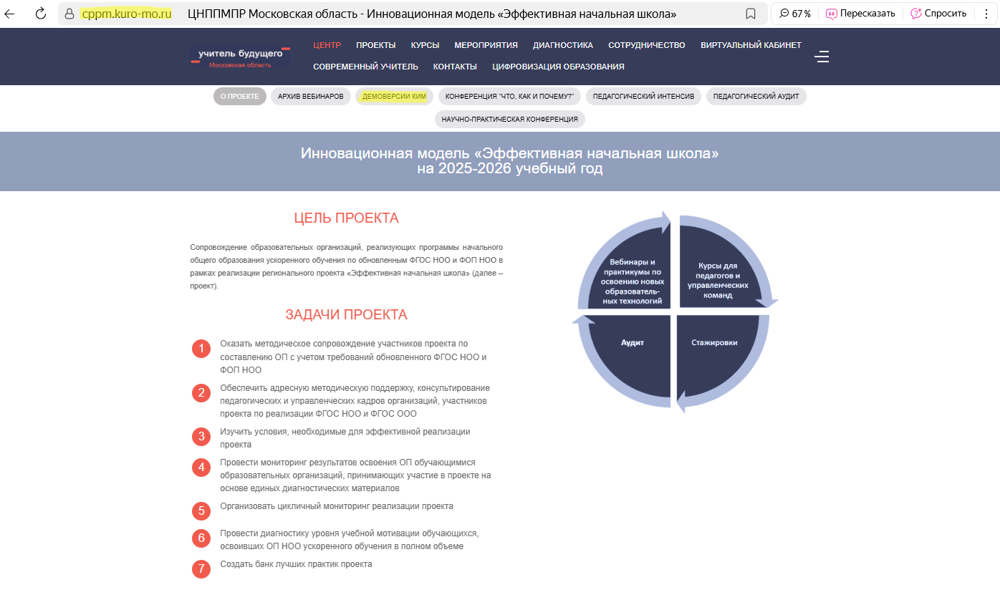 cppm.kuro-mo.ru ЦНППМПР Московская область - Инновационная модель «Эффективная начальная школа»
67 % Пересказать Спросить
учитель будущего
Московская область
ЦЕНТР ПРОЕКТЫ КУРСЫ МЕРОПРИЯТИЯ ДИАГНОСТИКА СОТРУДНИЧЕСТВО ВИРТУАЛЬНЫЙ КАБИНЕТ
СОВРЕМЕННЫЙ УЧИТЕЛЬ КОНТАКТЫ ЦИФРОВИЗАЦИЯ ОБРАЗОВАНИЯ
О ПРОЕКТЕ АРХИВ ВЕБИНАРОВ ДЕМОВЕРСИИ КИМ КОНФЕРЕНЦИЯ "ЧТО, КАК И ПОЧЕМУ?" ПЕДАГОГИЧЕСКИЙ ИНТЕНСИВ ПЕДАГОГИЧЕСКИЙ АУДИТ
НАУЧНО-ПРАКТИЧЕСКАЯ КОНФЕРЕНЦИЯ
Инновационная модель «Эффективная начальная школа»
на 2025-2026 учебный год
ЦЕЛЬ ПРОЕКТА
Сопровождение образовательных организаций, реализующих программы начального
общего образования ускоренного обучения по обновленным ФГОС НОО и ФОП НОО в
рамках реализации регионального проекта «Эффективная начальная школа» (далее –
проект).
ЗАДАЧИ ПРОЕКТА
1 Оказать методическое сопровождение участников проекта по
составлению ОП с учетом требований обновленного ФГОС НОО и
ФОП НОО
2 Обеспечить адресную методическую поддержку, консультирование
педагогических и управленческих кадров организаций, участников
проекта по реализации ФГОС НОО и ФГОС ООО
3 Изучить условия, необходимые для эффективной реализации
проекта
4 Провести мониторинг результатов освоения ОП обучающимися
образовательных организаций, принимающих участие в проекте на
основе единых диагностических материалов
5 Организовать цикличный мониторинг реализации проекта
6 Провести диагностику уровня учебной мотивации обучающихся,
освоивших ОП НОО ускоренного обучения в полном объеме
7 Создать банк лучших практик проекта
Вебинары и
практикумы по
освоению новых
образователь-
ных технологий
Курсы для
педагогов и
управленческих
команд
Аудит
Стажировки